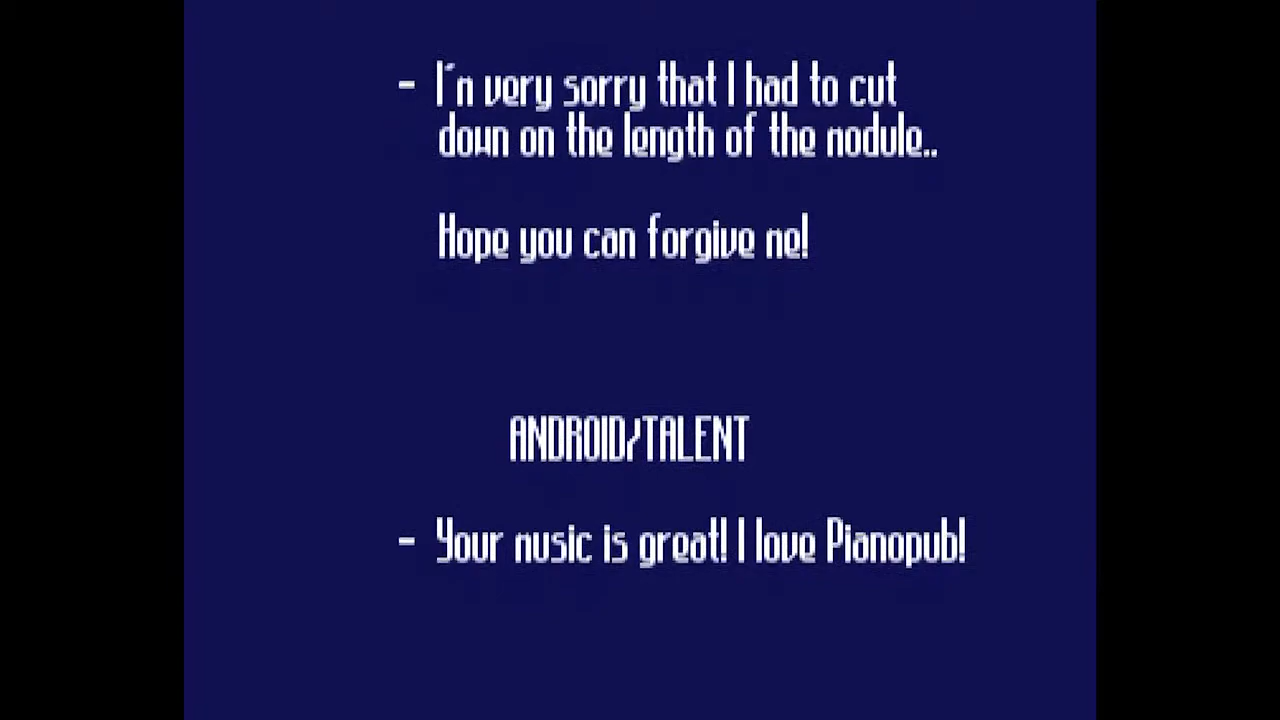 - I'm very sorry that I had to cut
down on the length of the module..
Hope you can forgive me!
ANDROID/TALENT
- Your music is great! I love Pianopub!